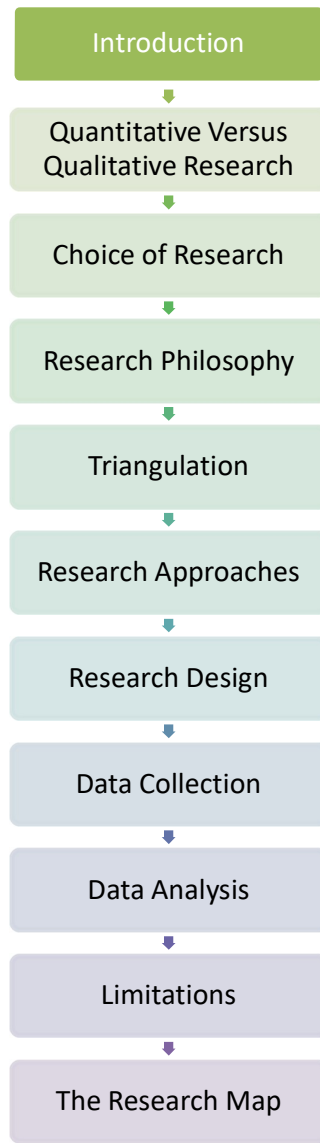 Introduction
Quantitative Versus
Qualitative Research
Choice of Research
Research Philosophy
Triangulation
Research Approaches
Research Design
Data Collection
Data Analysis
Limitations
The Research Map